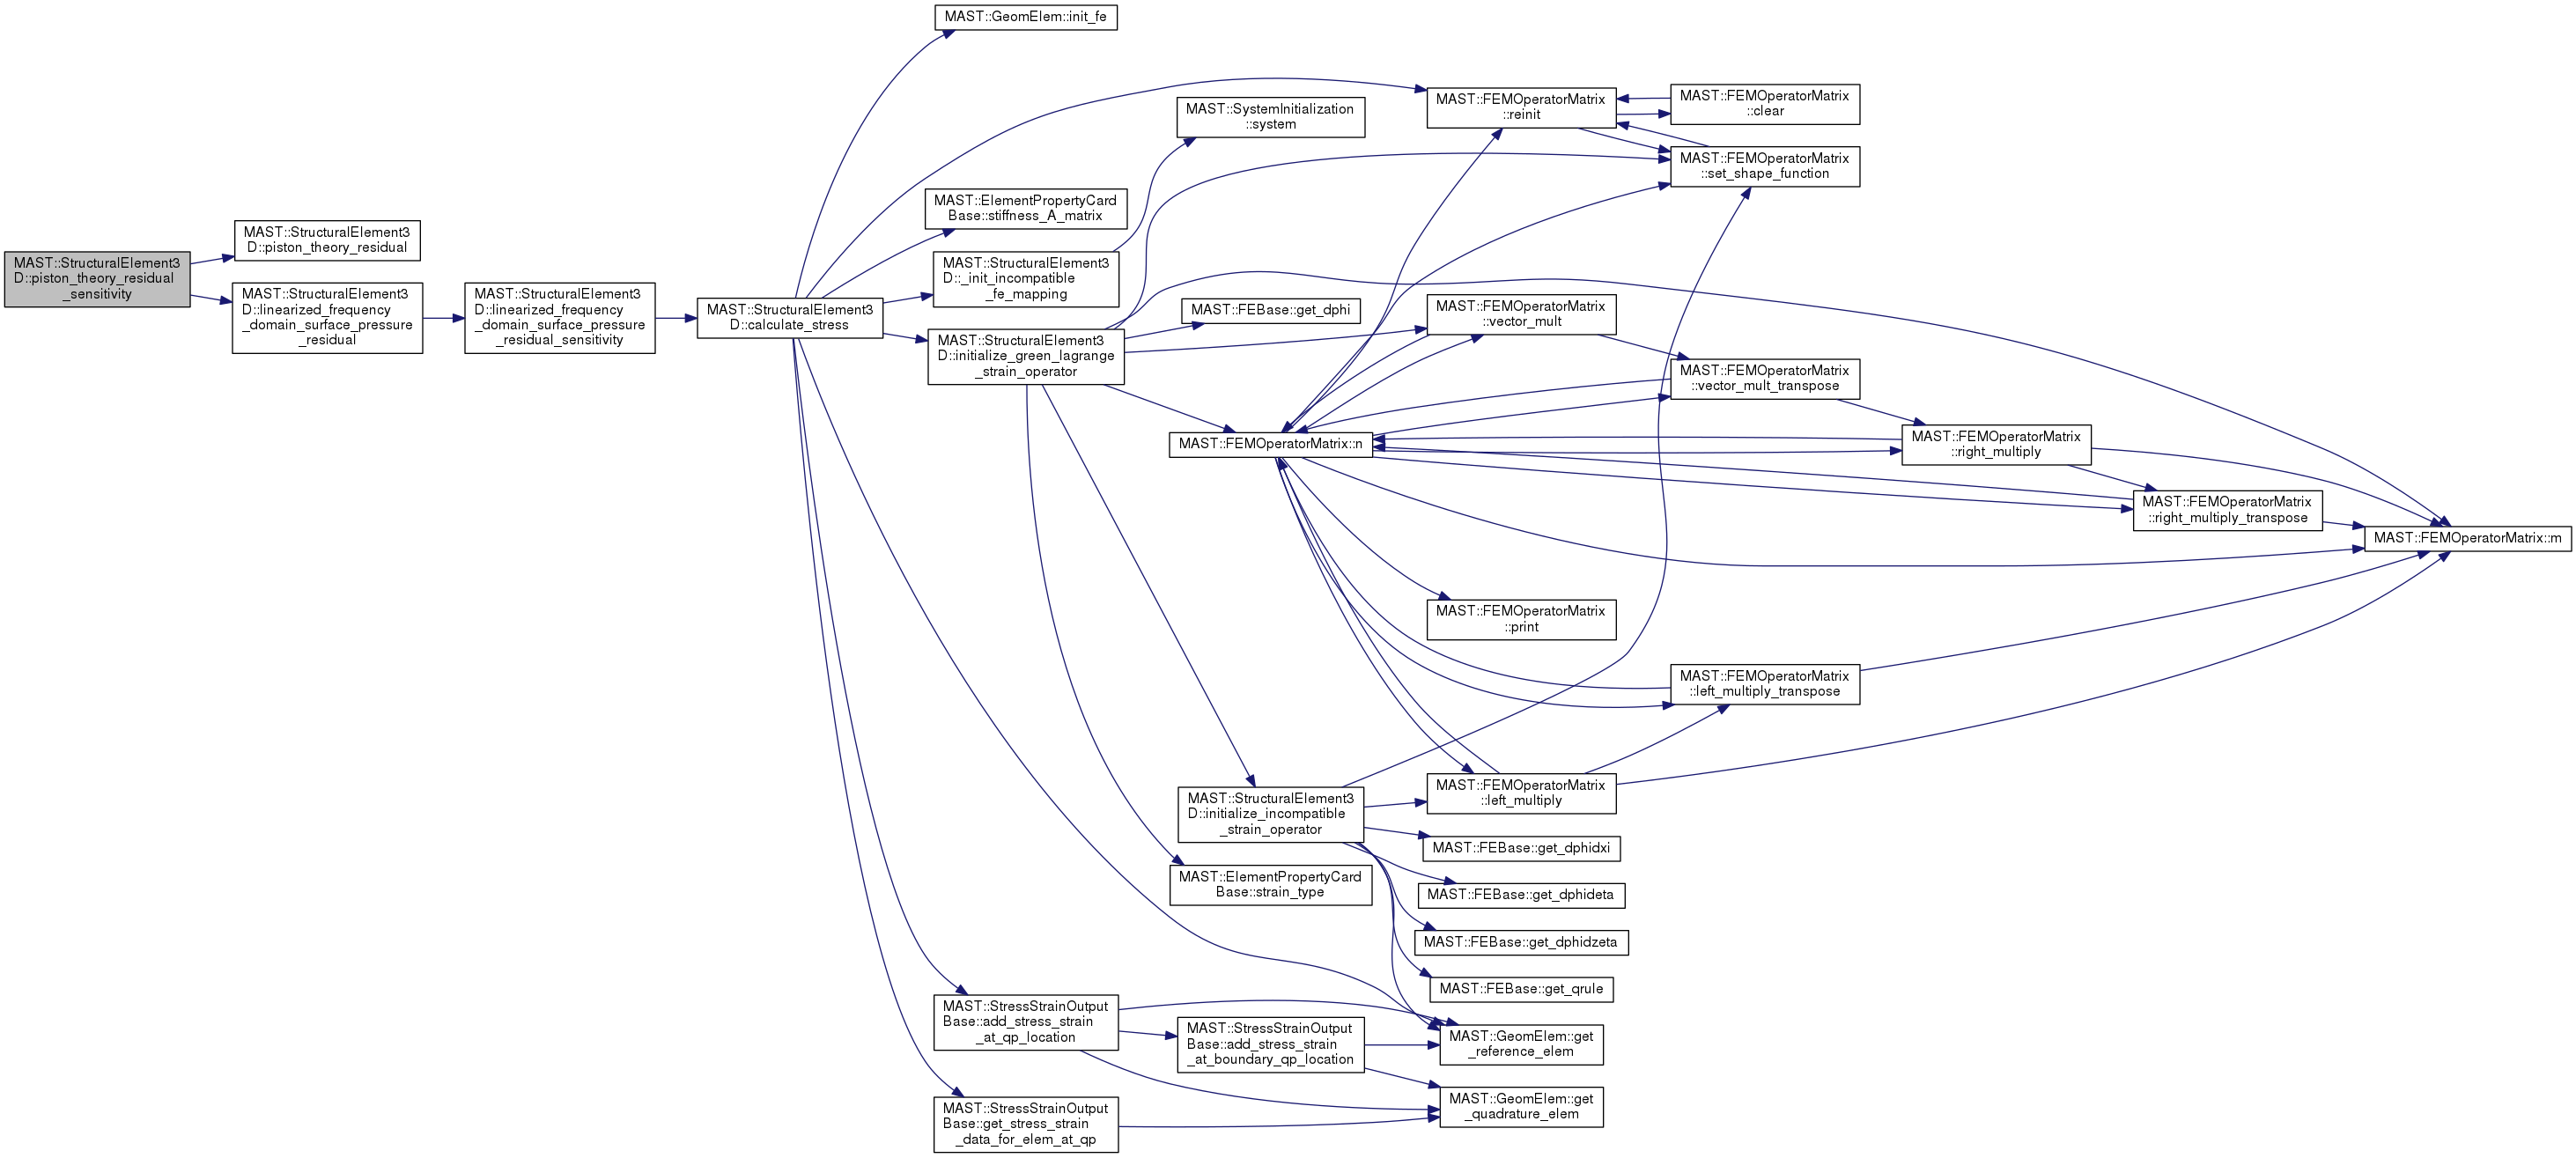 MAST::StructuralElement3
D::piston_theory_residual
_sensitivity
MAST::StructuralElement3
D::piston_theory_residual
MAST::StructuralElement3
D::linearized_frequency
_domain_surface_pressure
_residual
MAST::StructuralElement3
D::linearized_frequency
_domain_surface_pressure
_residual_sensitivity
MAST::StructuralElement3
D::calculate_stress
MAST::GeomElem::init_fe
MAST::ElementPropertyCard
Base::stiffness_A_matrix
MAST::StructuralElement3
D::_init_incompatible
_fe_mapping
MAST::StructuralElement3
D::initialize_green_lagrange
_strain_operator
MAST::StressStrainOutput
Base::add_stress_strain
_at_qp_location
MAST::StressStrainOutput
Base::get_stress_strain
_data_for_elem_at_qp
MAST::SystemInitialization
::system
MAST::FEBase::get_dphi
MAST::FEMOperatorMatrix::n
MAST::StructuralElement3
D::initialize_incompatible
_strain_operator
MAST::ElementPropertyCard
Base::strain_type
MAST::StressStrainOutput
Base::add_stress_strain
_at_boundary_qp_location
MAST::FEMOperatorMatrix
::reinit
MAST::FEMOperatorMatrix
::vector_mult
MAST::FEMOperatorMatrix
::print
MAST::FEMOperatorMatrix
::left_multiply
MAST::FEBase::get_dphidxi
MAST::FEBase::get_dphideta
MAST::FEBase::get_dphidzeta
MAST::FEBase::get_qrule
MAST::GeomElem::get
_reference_elem
MAST::GeomElem::get
_quadrature_elem
MAST::FEMOperatorMatrix
::clear
MAST::FEMOperatorMatrix
::set_shape_function
MAST::FEMOperatorMatrix
::vector_mult_transpose
MAST::FEMOperatorMatrix
::left_multiply_transpose
MAST::FEMOperatorMatrix
::right_multiply
MAST::FEMOperatorMatrix
::right_multiply_transpose
MAST::FEMOperatorMatrix::m